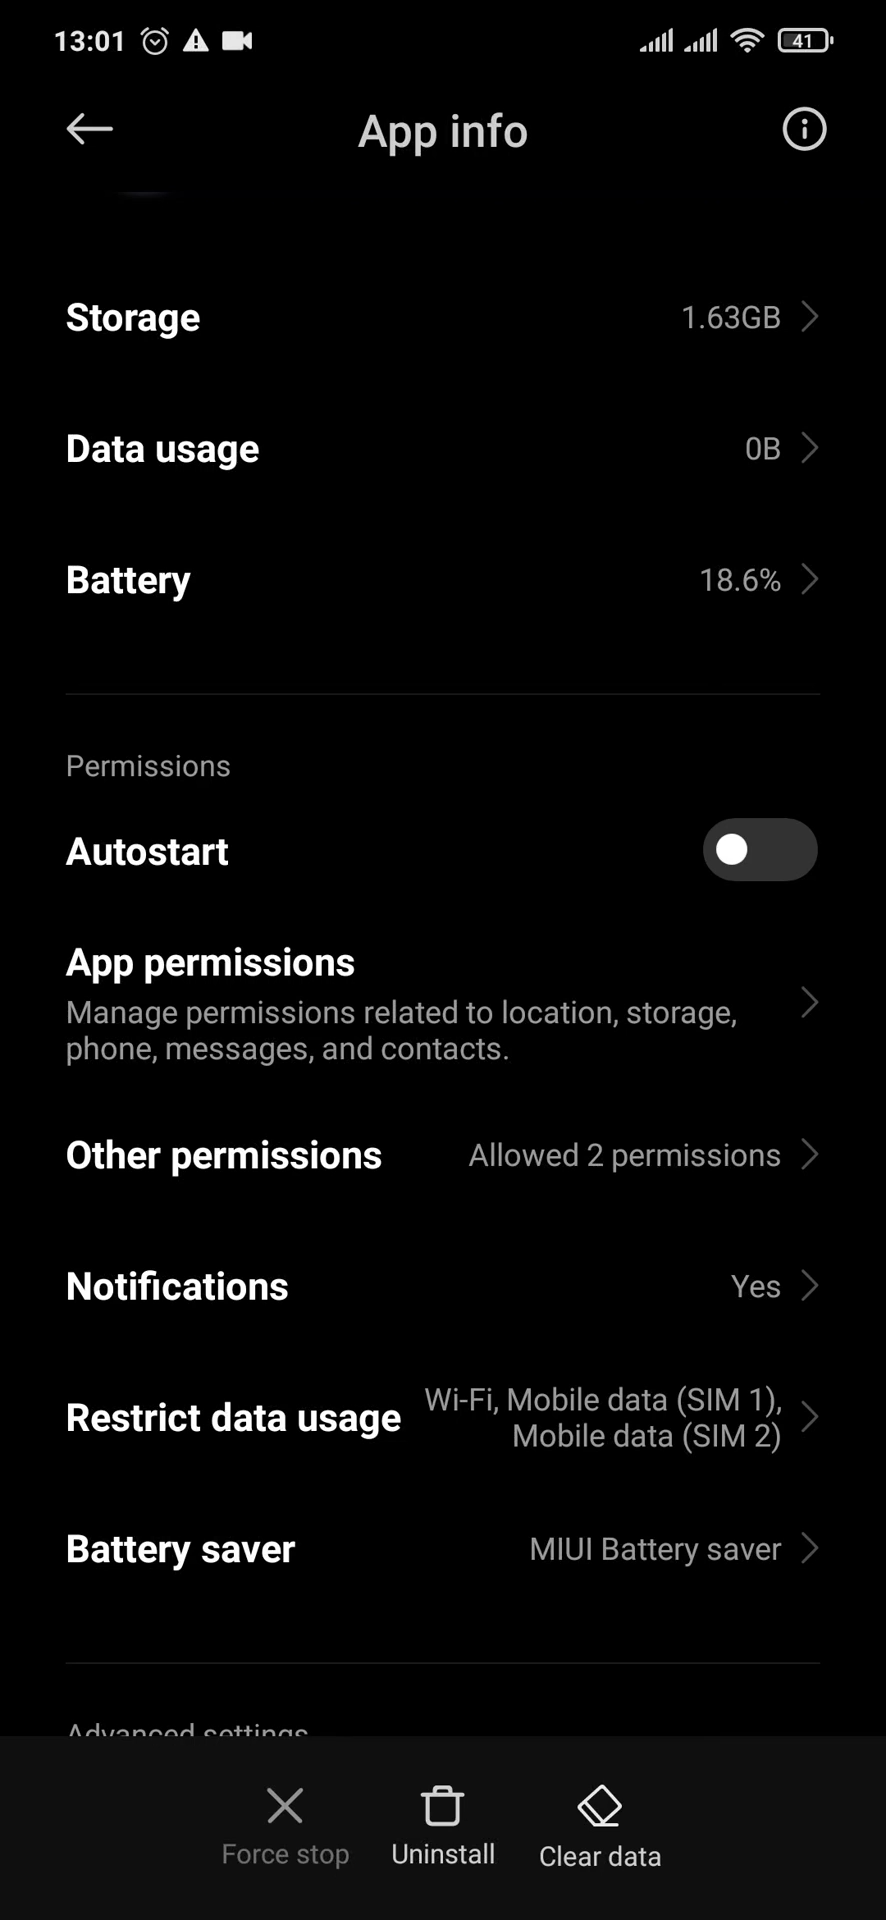 13:01
41
App info
Storage
1.63GB
Data usage
0B
Battery
18.6%
Permissions
Autostart
App permissions
Manage permissions related to location, storage,
phone, messages, and contacts.
Other permissions
Allowed 2 permissions
Notifications
Yes
Restrict data usage
Wi-Fi, Mobile data (SIM 1),
Mobile data (SIM 2)
Battery saver
MIUI Battery saver
Advanced settings
Force stop
Uninstall
Clear data